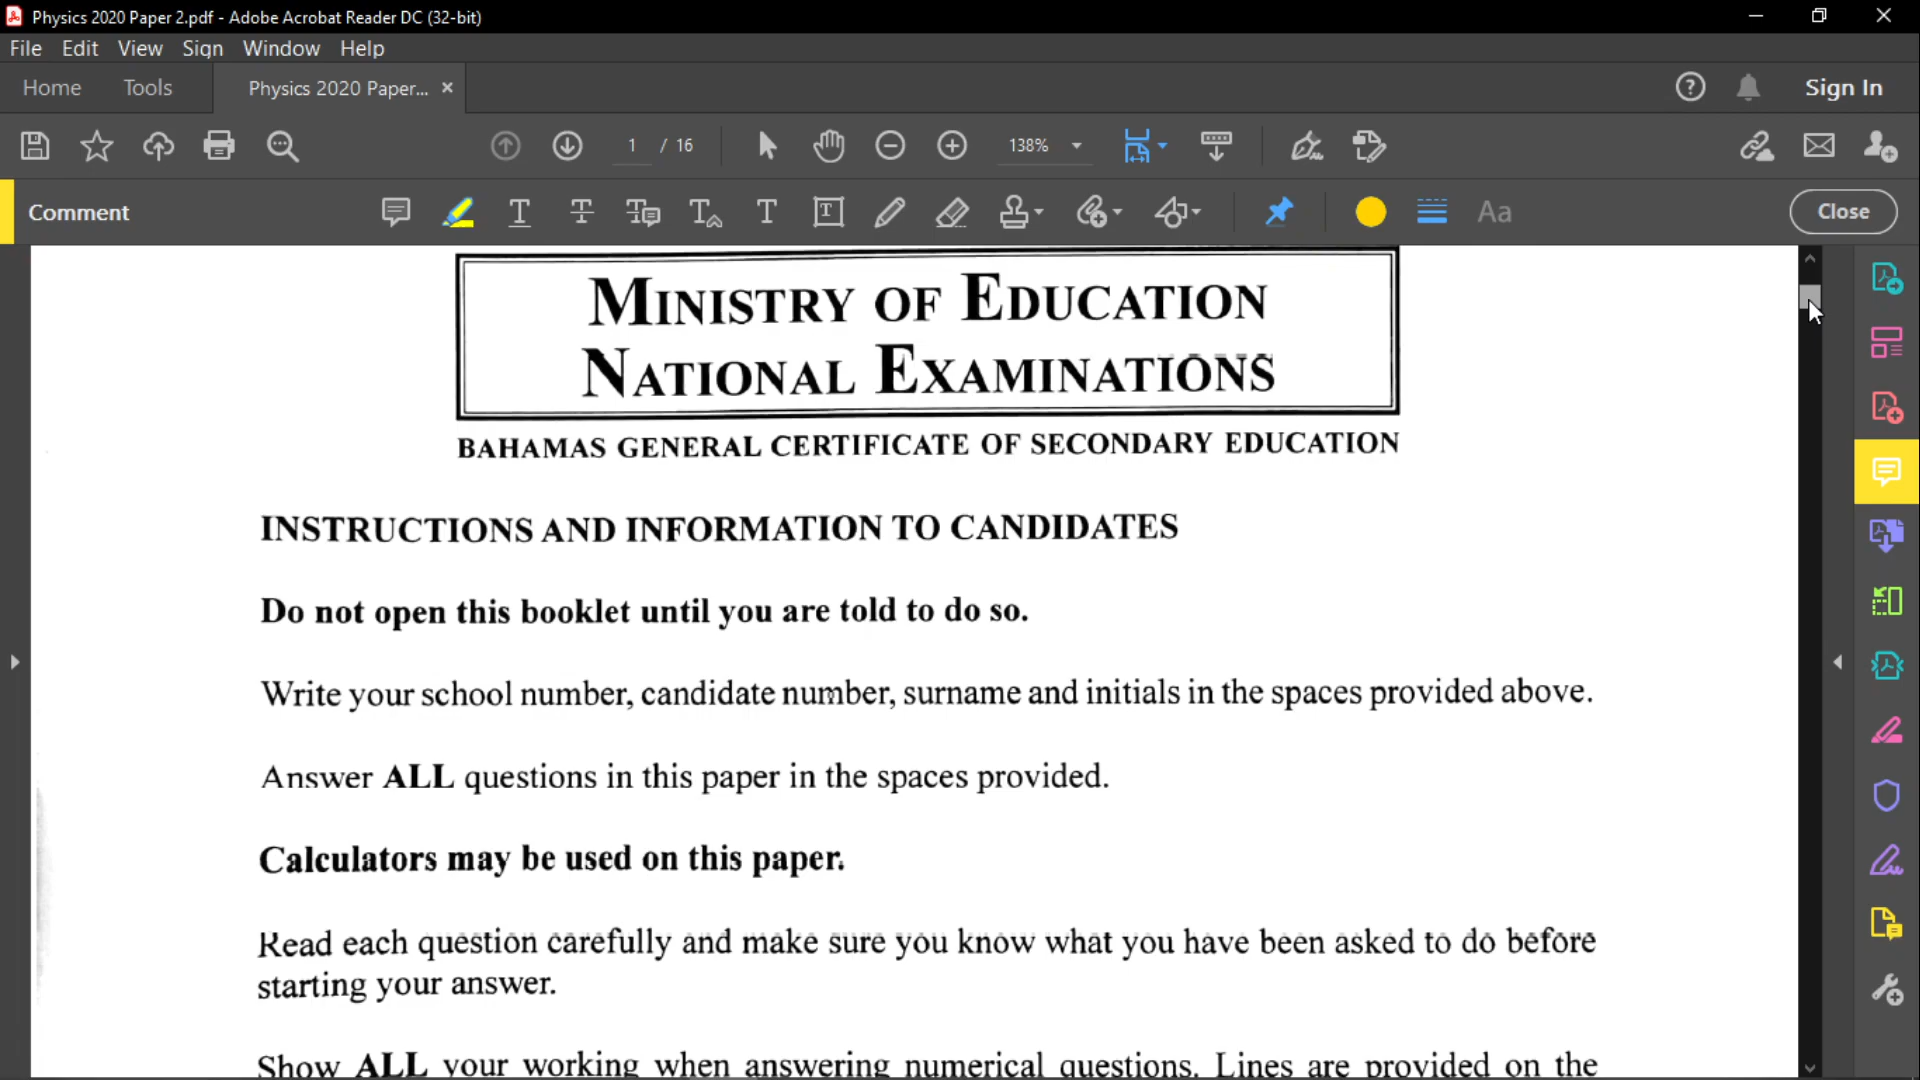 Physics 2020 Paper 2.pdf - Adobe Acrobat Reader DC (32-bit)
File Edit View Sign Window Help
Home Tools Physics 2020 Paper... × Sign In
1 / 16 138%
Comment Aa Close
MINISTRY OF EDUCATION
NATIONAL EXAMINATIONS
BAHAMAS GENERAL CERTIFICATE OF SECONDARY EDUCATION
INSTRUCTIONS AND INFORMATION TO CANDIDATES
Do not open this booklet until you are told to do so.
Write your school number, candidate number, surname and initials in the spaces provided above.
Answer ALL questions in this paper in the spaces provided.
Calculators may be used on this paper.
Read each question carefully and make sure you know what you have been asked to do before
starting your answer.
Show ALL your working when answering numerical questions. Lines are provided on the